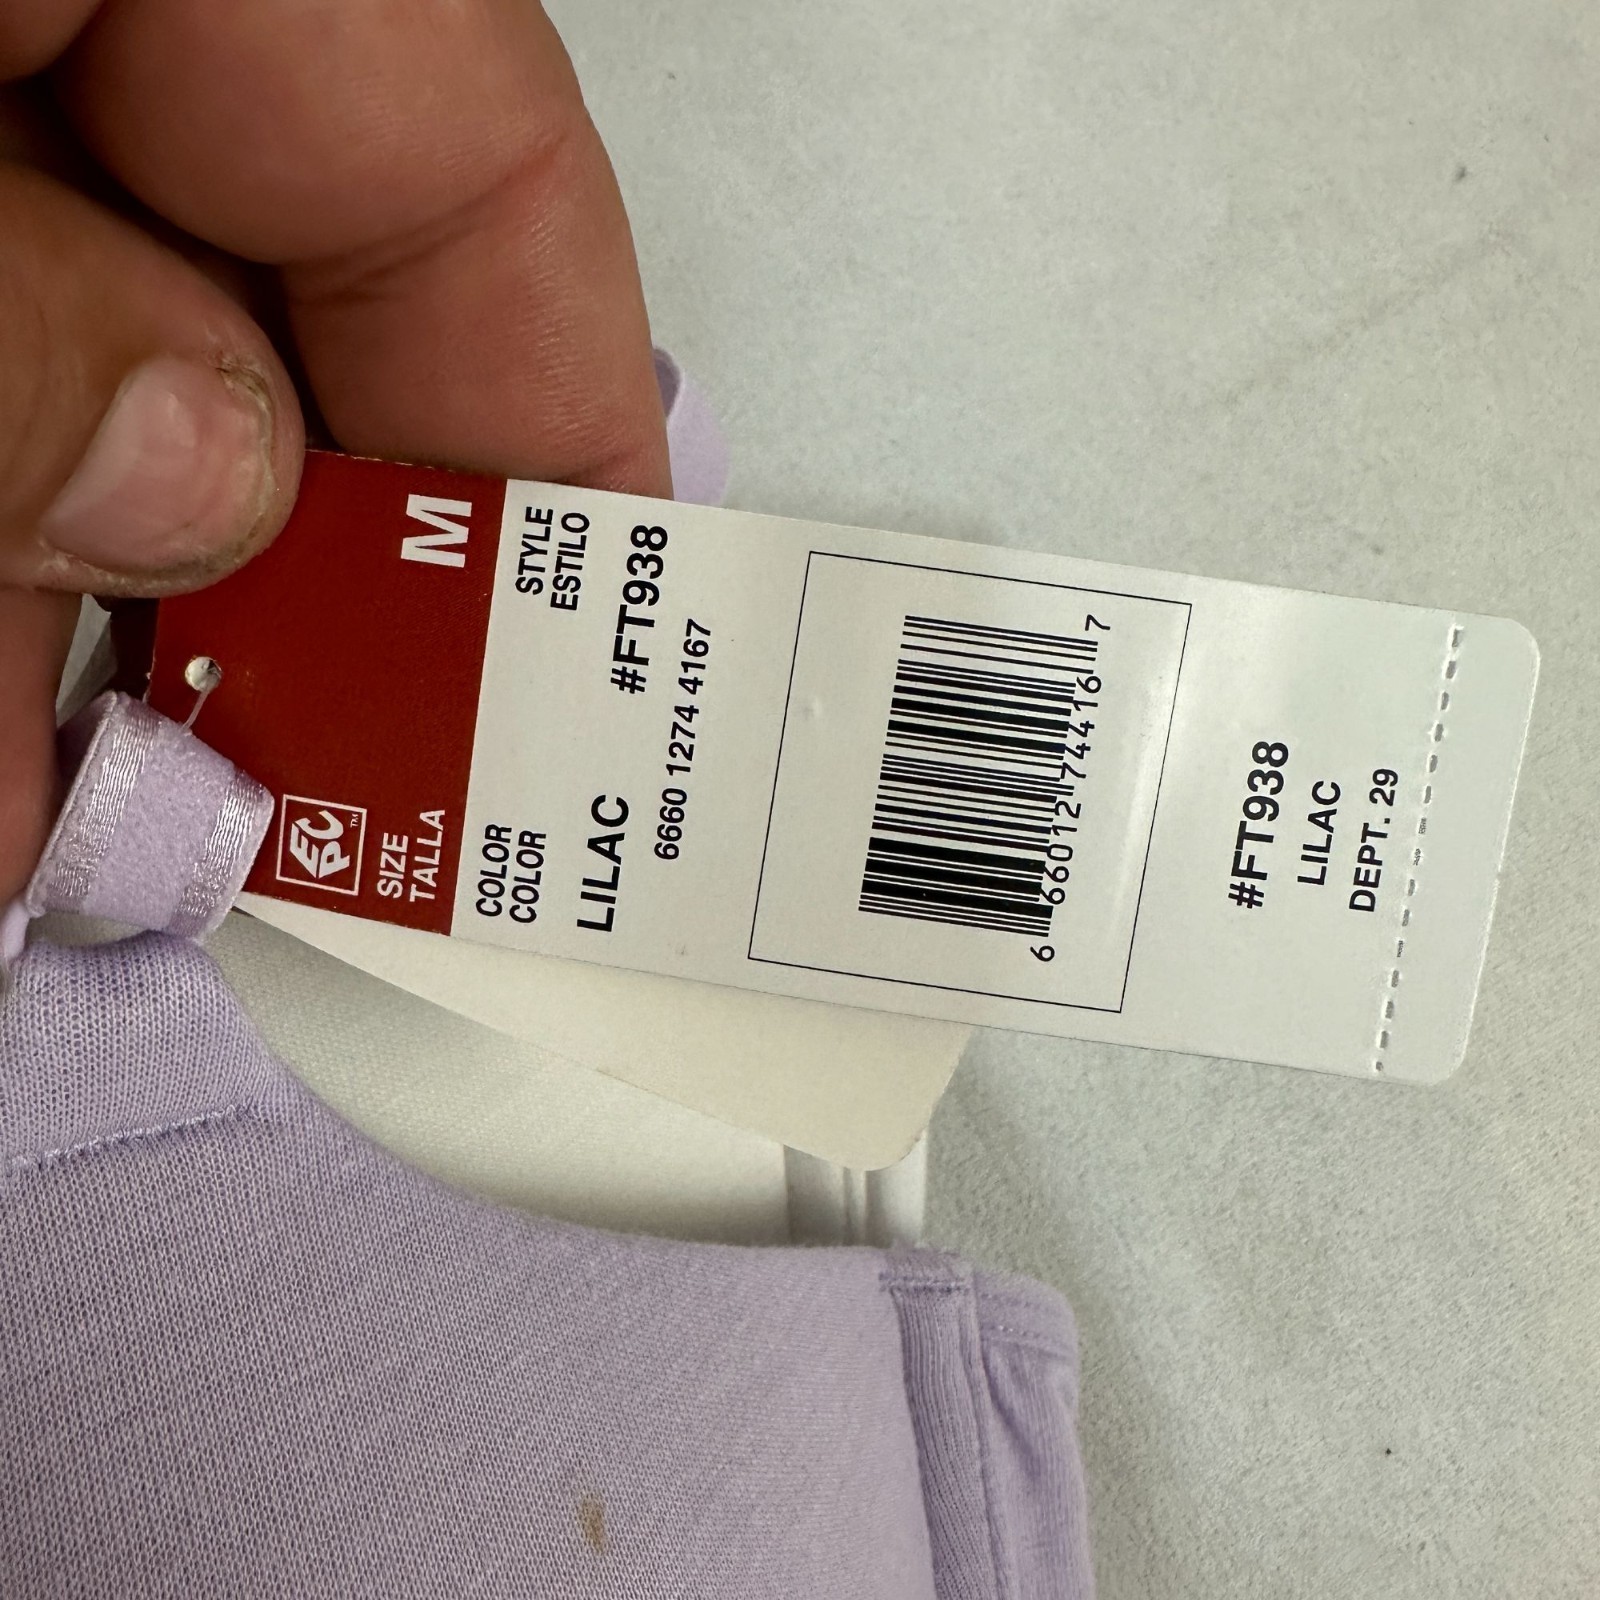 EPC™
SIZE
TALLA
M
COLOR
COLOR
STYLE
ESTILO
LILAC
#FT938
6660 1274 4167
6 66012 74416 7
#FT938
LILAC
DEPT. 29